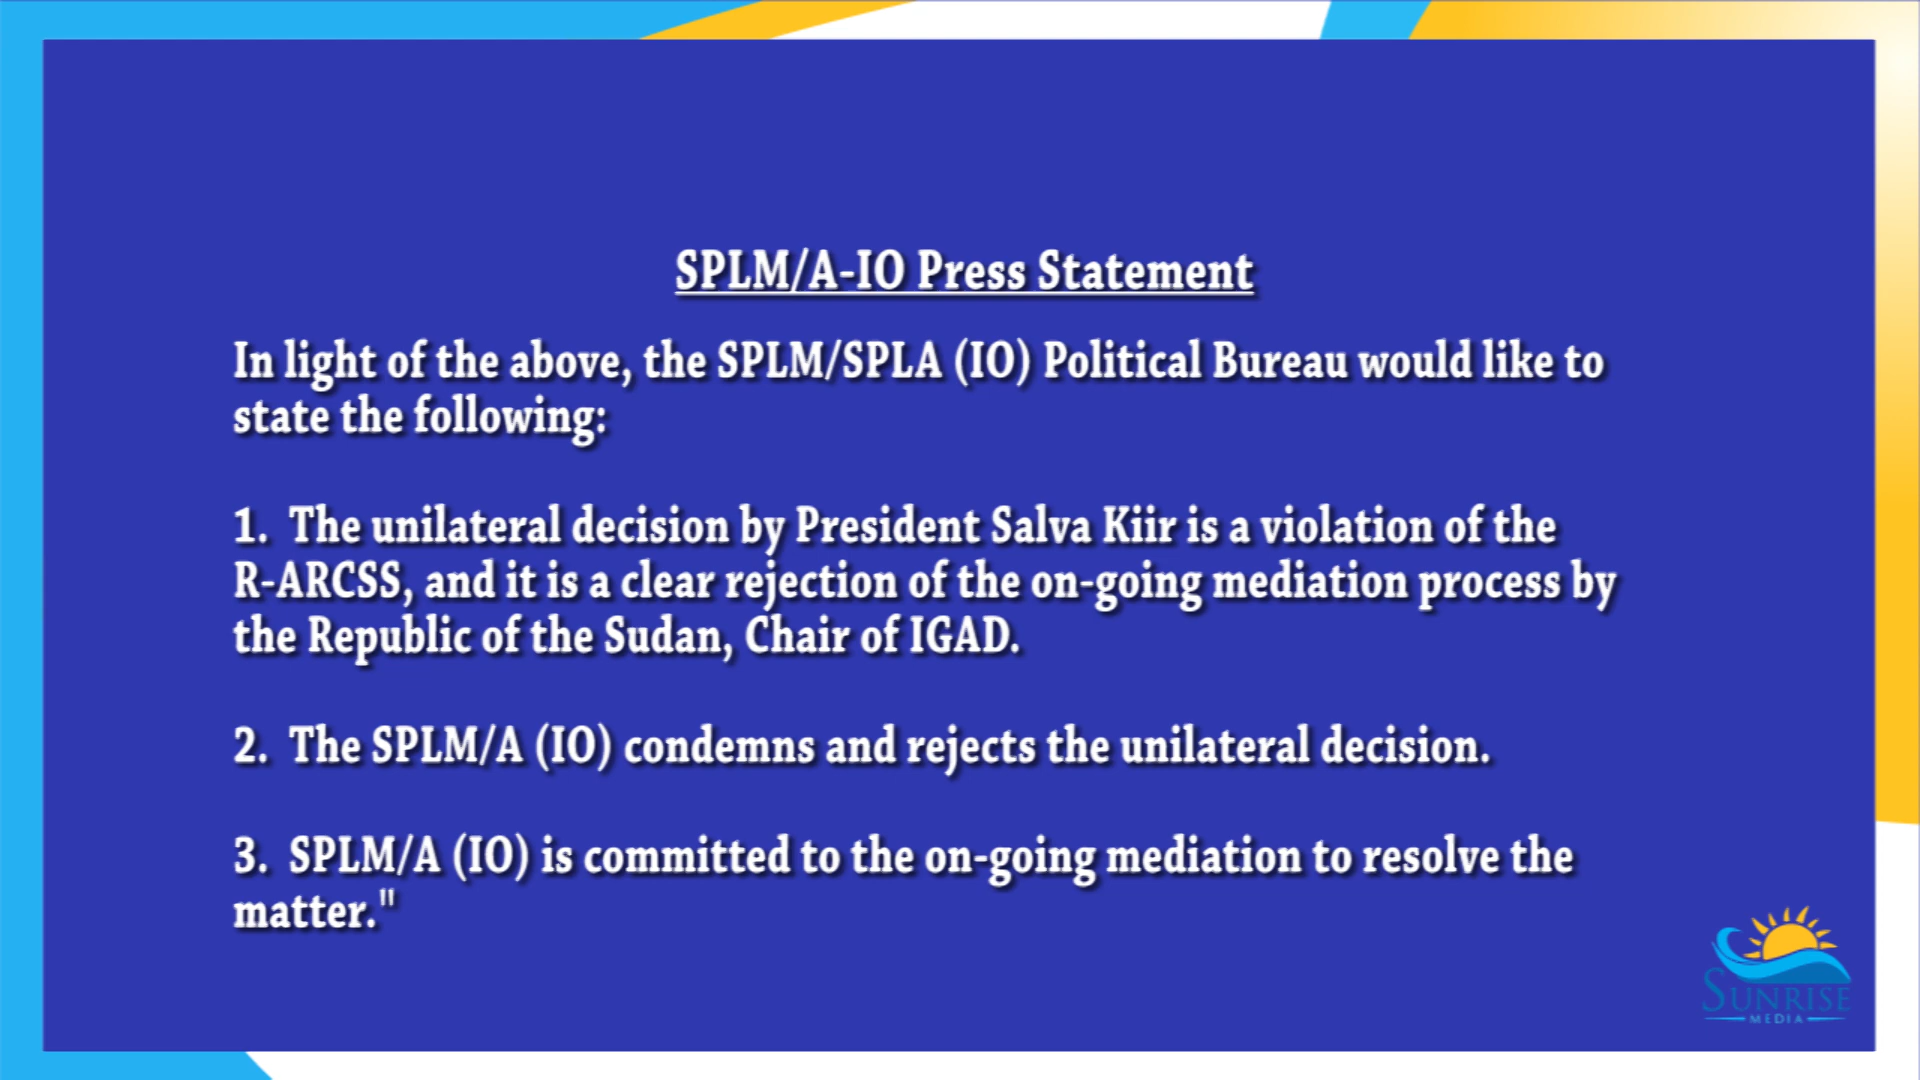 SPLM/A-IO Press Statement
In light of the above, the SPLM/SPLA (IO) Political Bureau would like to
state the following:
1. The unilateral decision by President Salva Kiir is a violation of the
R-ARCSS, and it is a clear rejection of the on-going mediation process by
the Republic of the Sudan, Chair of IGAD.
2. The SPLM/A (IO) condemns and rejects the unilateral decision.
3. SPLM/A (IO) is committed to the on-going mediation to resolve the
matter."
SUNRISE
MEDIA